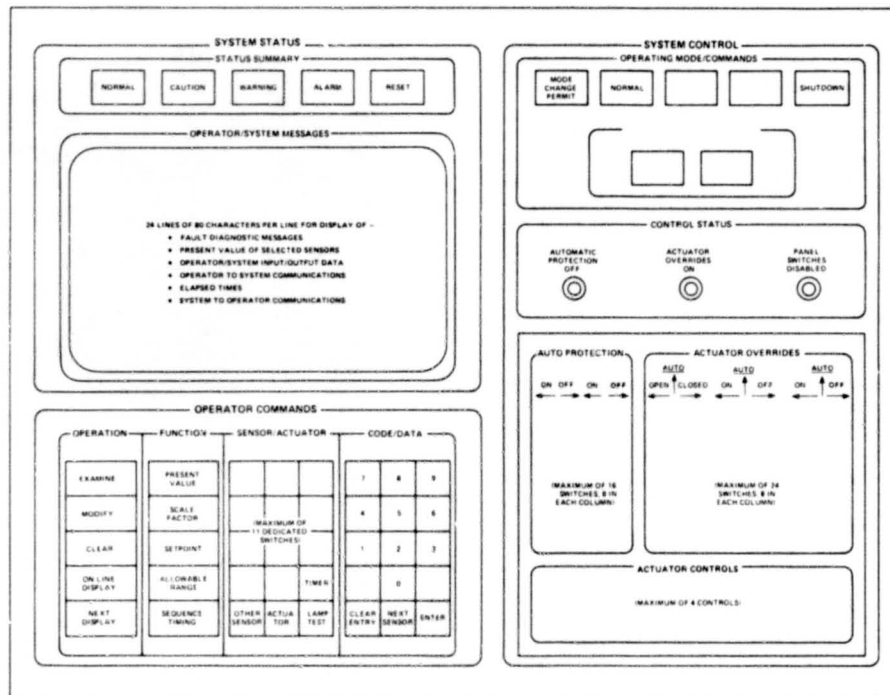 SYSTEM STATUS
STATUS SUMMARY
NORMAL
CAUTION
WARNING
ALARM
RESET
OPERATOR/SYSTEM MESSAGES
24 LINES OF 80 CHARACTERS PER LINE FOR DISPLAY OF –
• FAULT DIAGNOSTIC MESSAGES
• PRESENT VALUE OF SELECTED SENSORS
• OPERATOR/SYSTEM INPUT/OUTPUT DATA
• OPERATOR TO SYSTEM COMMUNICATIONS
• ELAPSED TIMES
• SYSTEM TO OPERATOR COMMUNICATIONS
OPERATOR COMMANDS
OPERATION
FUNCTION
SENSOR/ACTUATOR
CODE/DATA
EXAMINE
PRESENT
VALUE
7
8
9
MODIFY
SCALE
FACTOR
(MAXIMUM OF
11 DEDICATED
SWITCHES)
4
5
6
CLEAR
SETPOINT
1
2
3
ON LINE
DISPLAY
ALLOWABLE
RANGE
TIMER
0
NEXT
DISPLAY
SEQUENCE
TIMING
OTHER
SENSOR
ACTUA
TOR
LAMP
TEST
CLEAR
ENTRY
NEXT
SENSOR
ENTER
SYSTEM CONTROL
OPERATING MODE/COMMANDS
MODE
CHANGE
PERMIT
NORMAL
SHUTDOWN
CONTROL STATUS
AUTOMATIC
PROTECTION
OFF
ACTUATOR
OVERRIDES
ON
PANEL
SWITCHES
DISABLED
AUTO PROTECTION
ON OFF ON OFF
(MAXIMUM OF 16
SWITCHES, 8 IN
EACH COLUMN)
ACTUATOR OVERRIDES
AUTO AUTO AUTO
OPEN CLOSED ON OFF ON OFF
(MAXIMUM OF 24
SWITCHES, 8 IN
EACH COLUMN)
ACTUATOR CONTROLS
(MAXIMUM OF 4 CONTROLS)